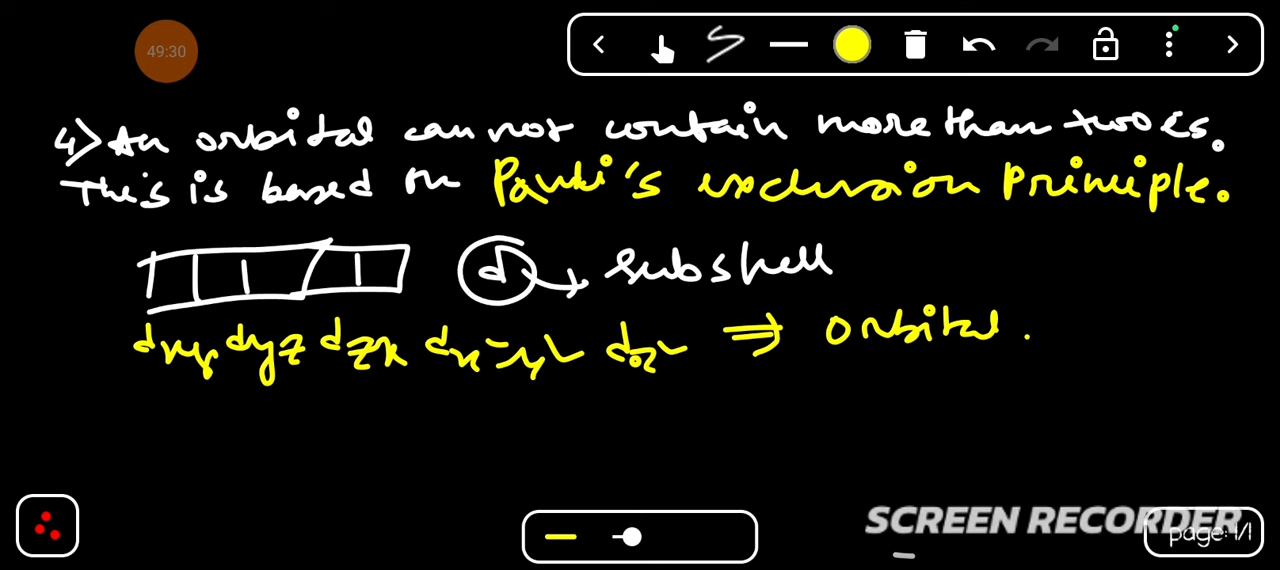 49:30
4) An orbital can not contain more than two es.
This is based on Pauli's exclusion Principle.
d → subshell
dxy dyz dzx dx²-y² dz² ⇒ orbital.
SCREEN RECORDER
page:1/1